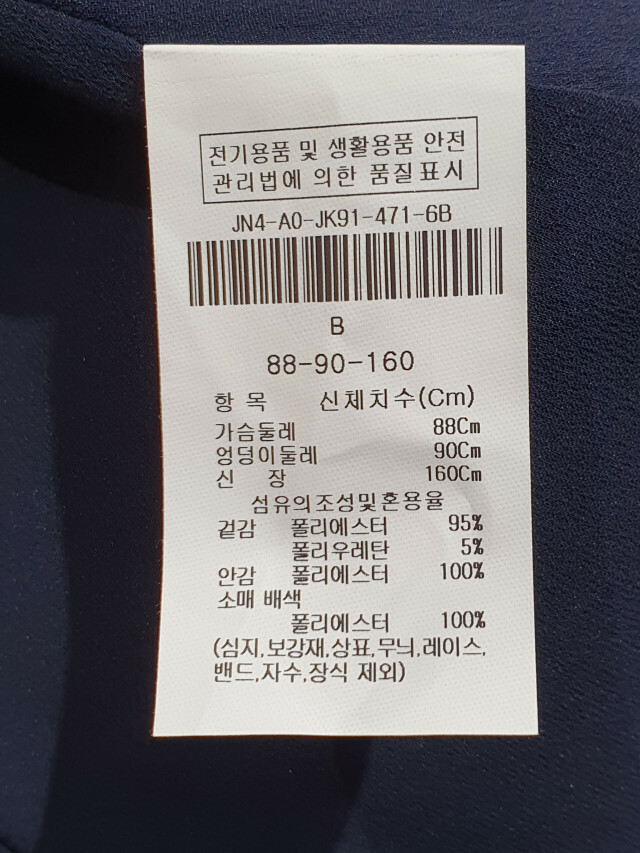 전기용품 및 생활용품 안전
관리법에 의한 품질표시
JN4-A0-JK91-471-6B
B
88-90-160
항 목 신체치수(Cm)
가슴둘레 88Cm
엉덩이둘레 90Cm
신 장 160Cm
섬유의조성및혼용율
겉감 폴리에스터 95%
폴리우레탄 5%
안감 폴리에스터 100%
소매 배색
폴리에스터 100%
(심지,보강재,상표,무늬,레이스,
밴드,자수,장식 제외)